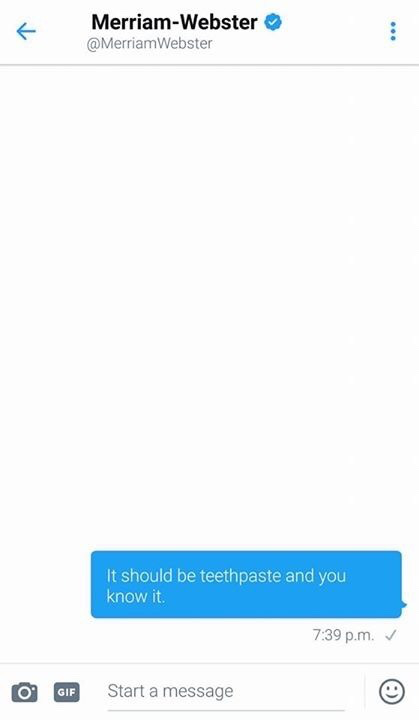 Merriam-Webster
@MerriamWebster
It should be teethpaste and you
know it.
7:39 p.m.
GIF
Start a message